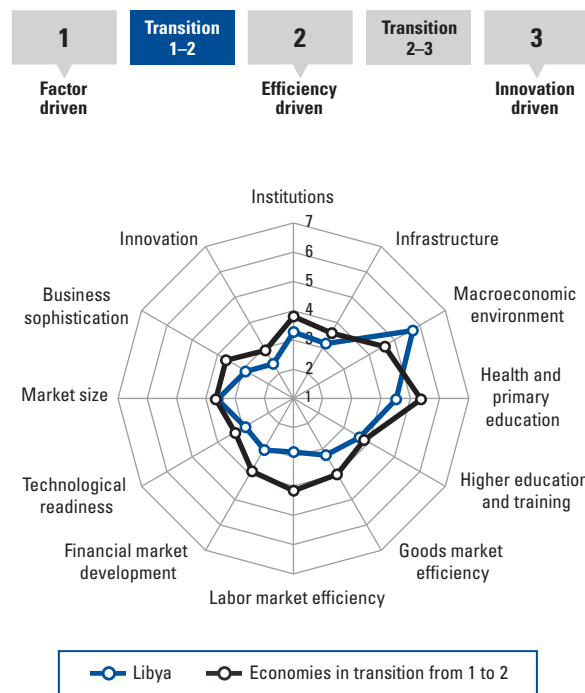 1
Transition
1–2
2
Transition
2–3
3
Factor
driven
Efficiency
driven
Innovation
driven
Institutions
7
6
5
4
3
2
1
Infrastructure
Macroeconomic
environment
Health and
primary
education
Higher education
and training
Goods market
efficiency
Labor market efficiency
Financial market
development
Technological
readiness
Market size
Business
sophistication
Innovation
Libya
Economies in transition from 1 to 2